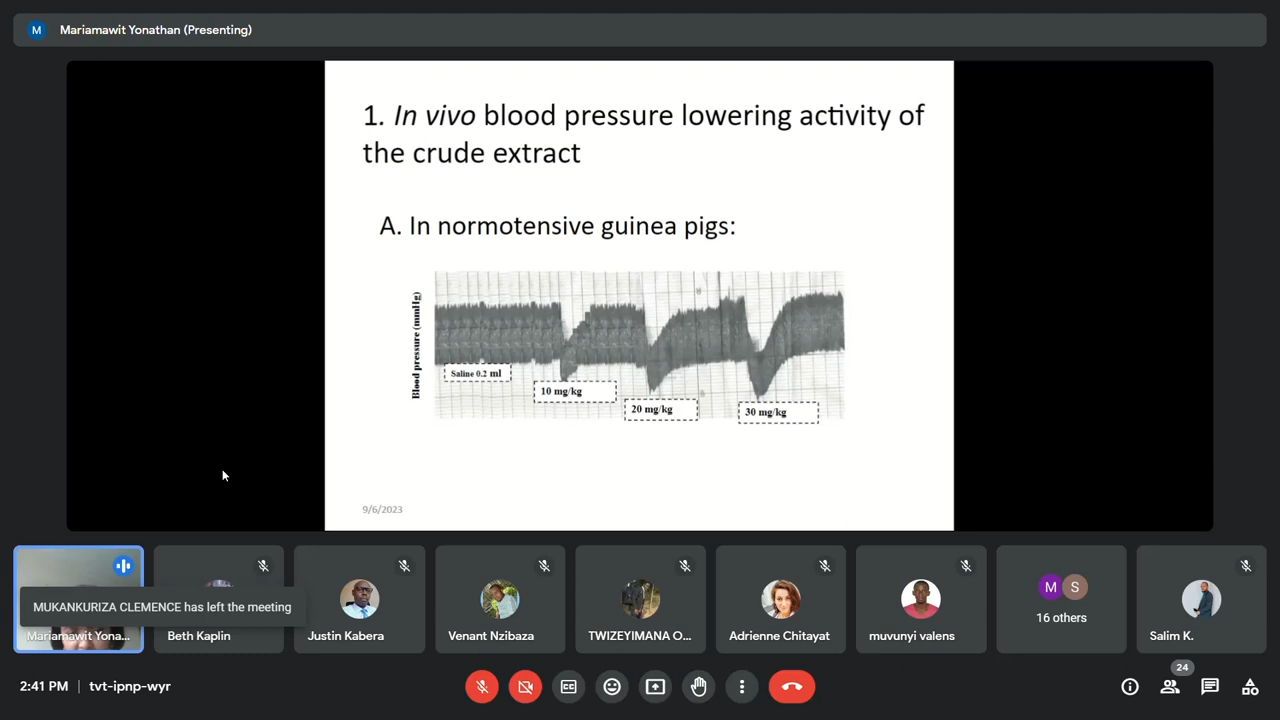 M Mariamawit Yonathan (Presenting)
1. In vivo blood pressure lowering activity of
the crude extract
A. In normotensive guinea pigs:
Blood pressure (mmHg)
Saline 0.2 ml
10 mg/kg
20 mg/kg
30 mg/kg
9/6/2023
MUKANKURIZA CLEMENCE has left the meeting
M S
16 others
Mariamawit Yona...
Beth Kaplin
Justin Kabera
Venant Nzibaza
TWIZEYIMANA O...
Adrienne Chitayat
muvunyi valens
Salim K.
24
2:41 PM | tvt-ipnp-wyr